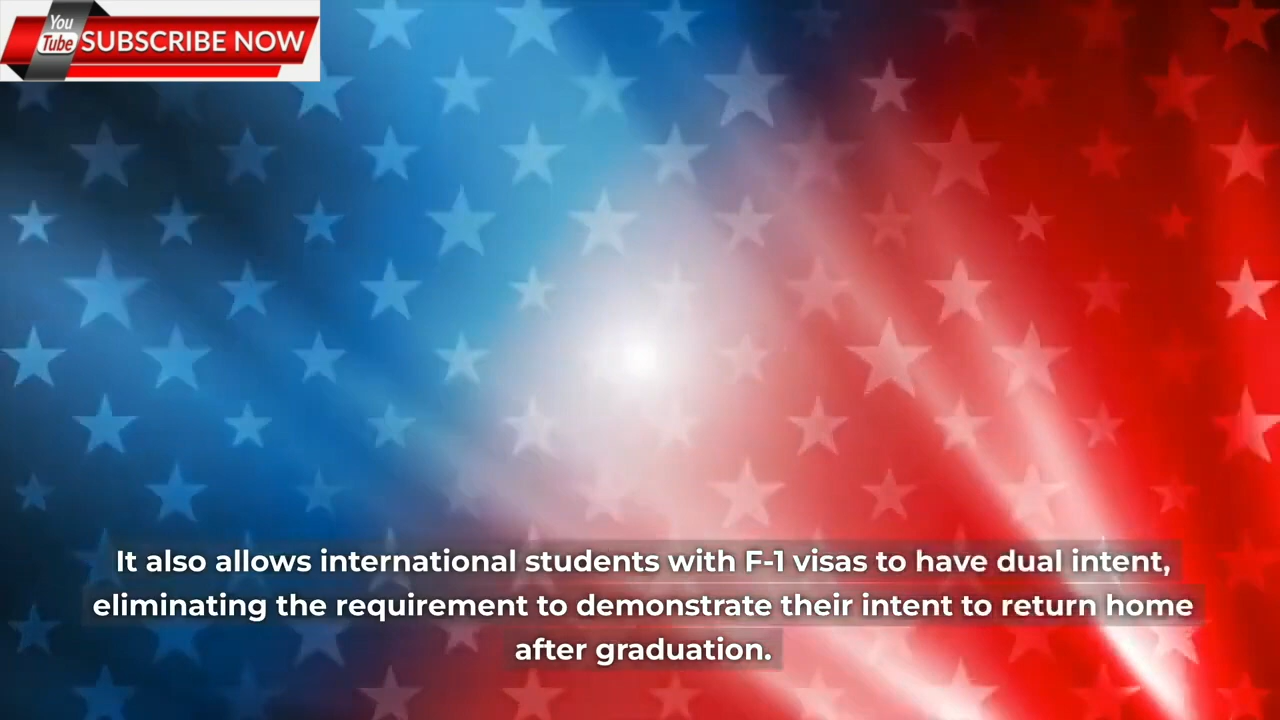 You
Tube
SUBSCRIBE NOW
It also allows international students with F-1 visas to have dual intent,
eliminating the requirement to demonstrate their intent to return home
after graduation.